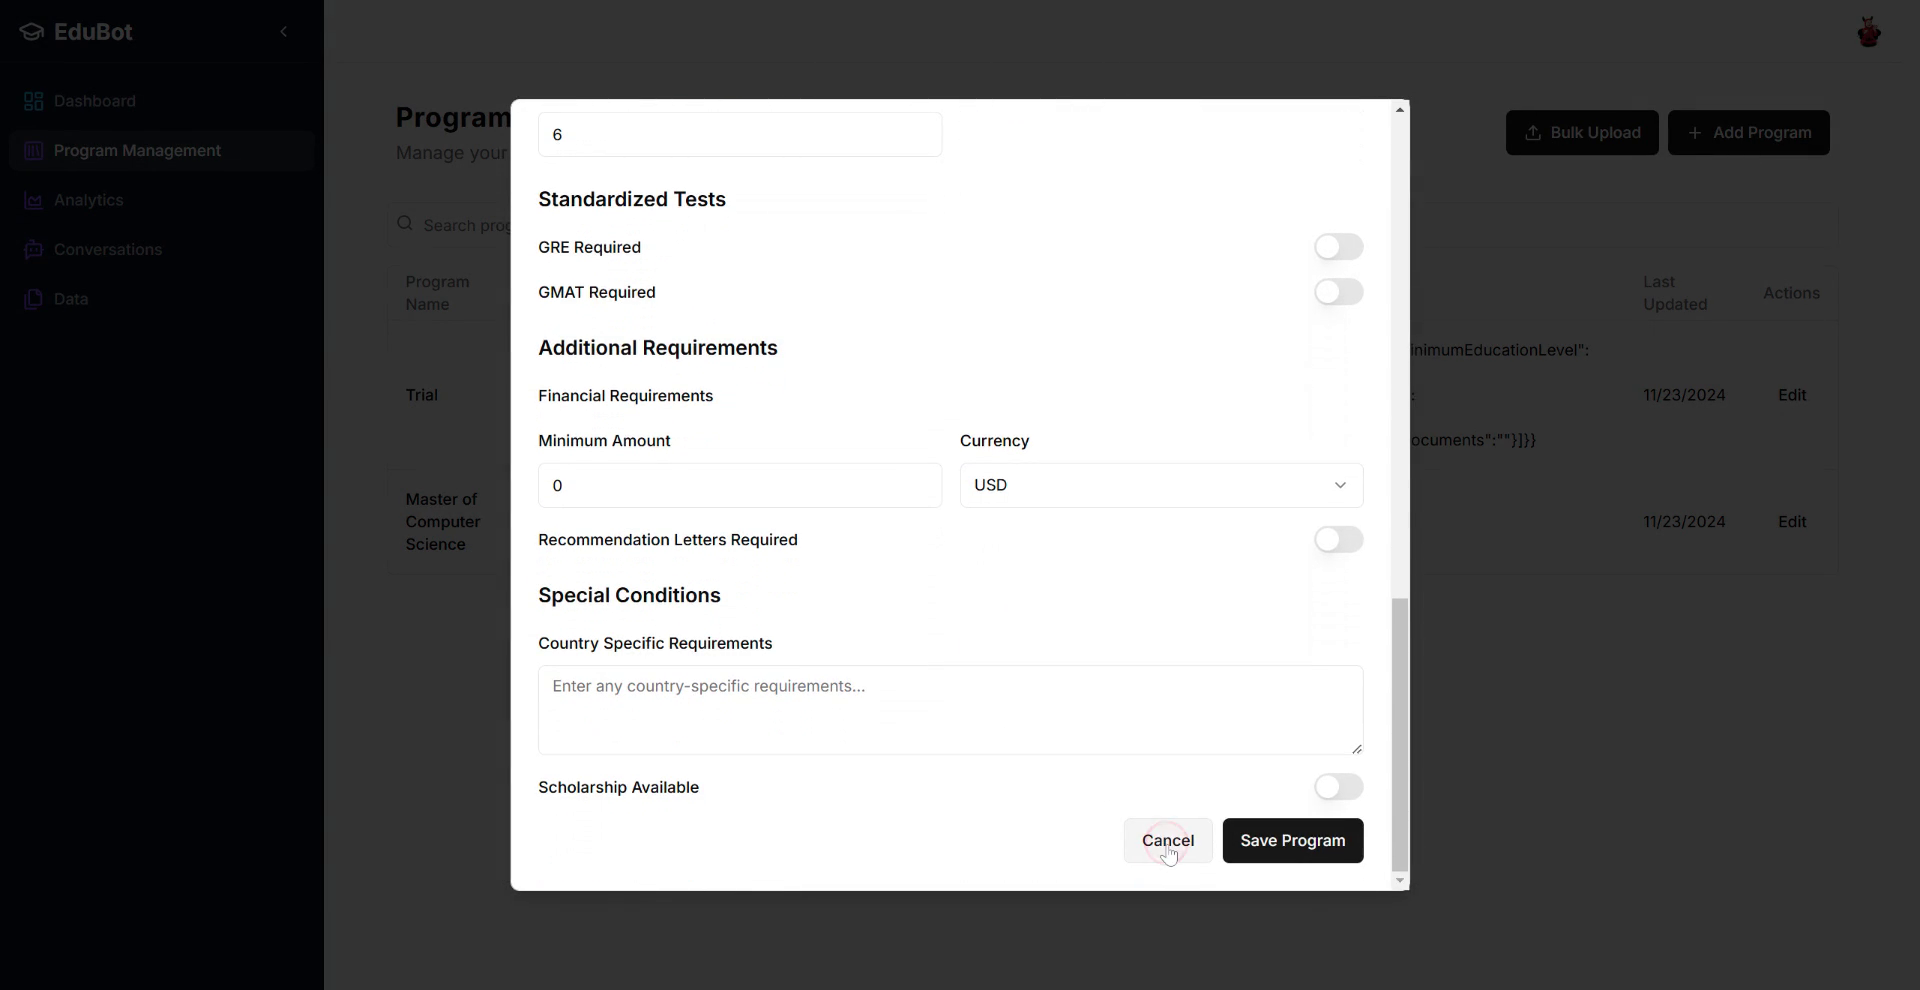 EduBot
Dashboard
Program Management
Analytics
Conversations
Data
Program
Manage your
Bulk Upload
Add Program
Search prog
Program
Name
Last
Updated
Actions
Trial
inimumEducationLevel":
:
ocuments":""}]}}
11/23/2024
Edit
Master of
Computer
Science
11/23/2024
Edit
6
Standardized Tests
GRE Required
GMAT Required
Additional Requirements
Financial Requirements
Minimum Amount
Currency
0
USD
Recommendation Letters Required
Special Conditions
Country Specific Requirements
Enter any country-specific requirements...
Scholarship Available
Cancel
Save Program